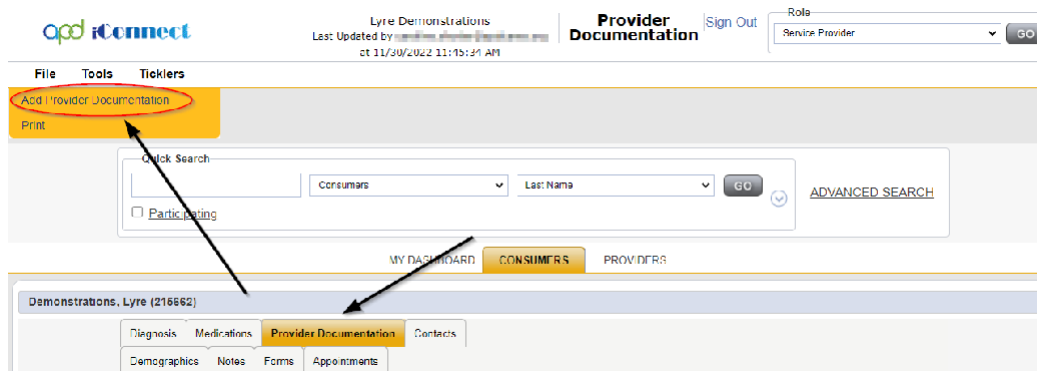 apd iConnect
Lyre Demonstrations
Last Updated by
at 11/30/2022 11:45:34 AM
Provider
Documentation
Sign Out
Role
Service Provider
GO
File Tools Ticklers
Add Provider Documentation
Print
Quick Search
Consumers
Last Name
GO
ADVANCED SEARCH
Participating
MY DASHBOARD CONSUMERS PROVIDERS
Demonstrations, Lyre (215662)
Diagnosis Medications Provider Documentation Contacts
Demographics Notes Forms Appointments